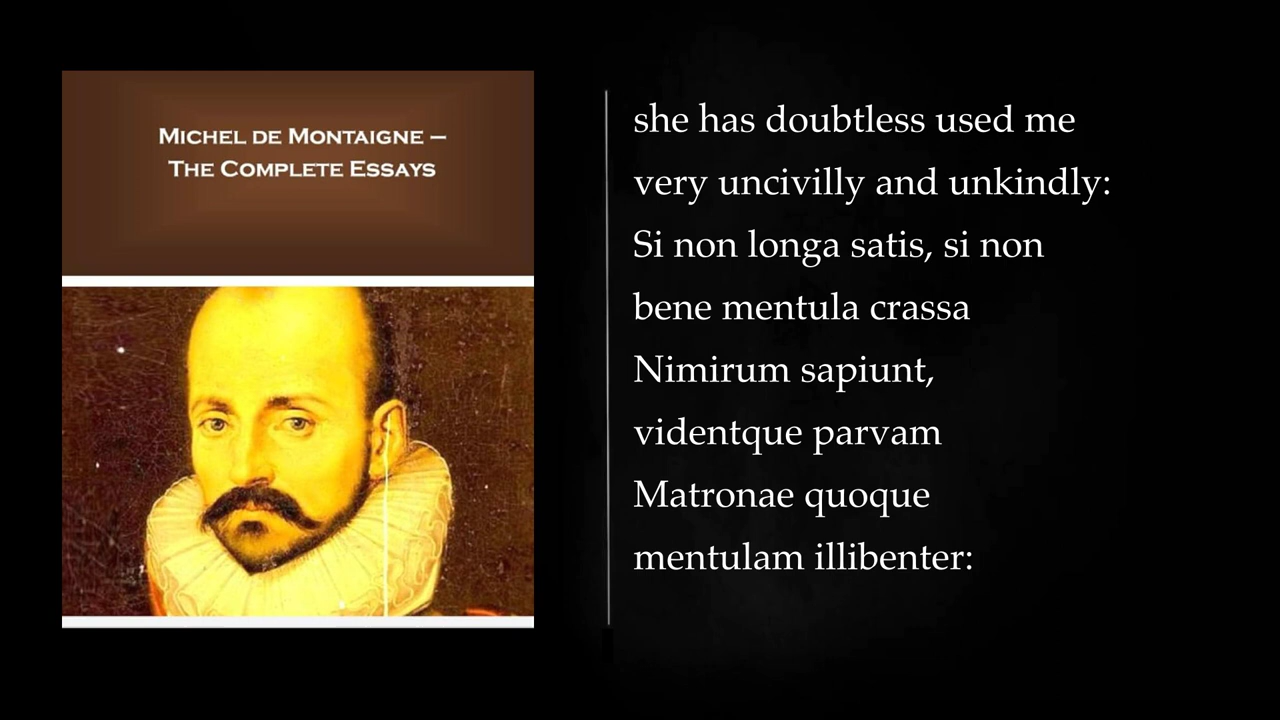 MICHEL DE MONTAIGNE –
THE COMPLETE ESSAYS
she has doubtless used me
very uncivilly and unkindly:
Si non longa satis, si non
bene mentula crassa
Nimirum sapiunt,
videntque parvam
Matronae quoque
mentulam illibenter: